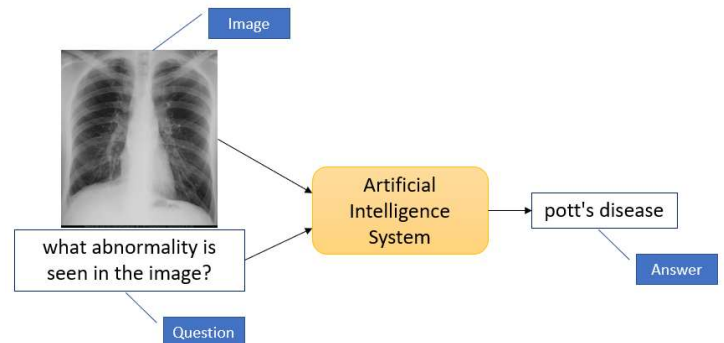 Image
Artificial
Intelligence
System
pott's disease
what abnormality is
seen in the image?
Answer
Question